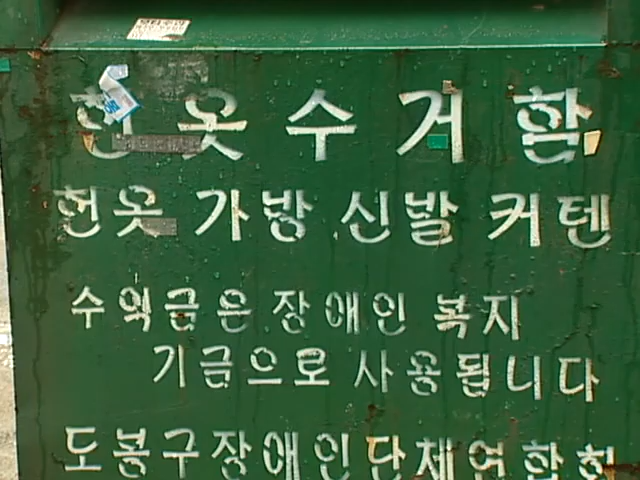 헌옷수거함
헌옷 가방 신발 커텐
수익금은 장애인 복지
기금으로 사용됩니다
도봉구장애인단체연합회